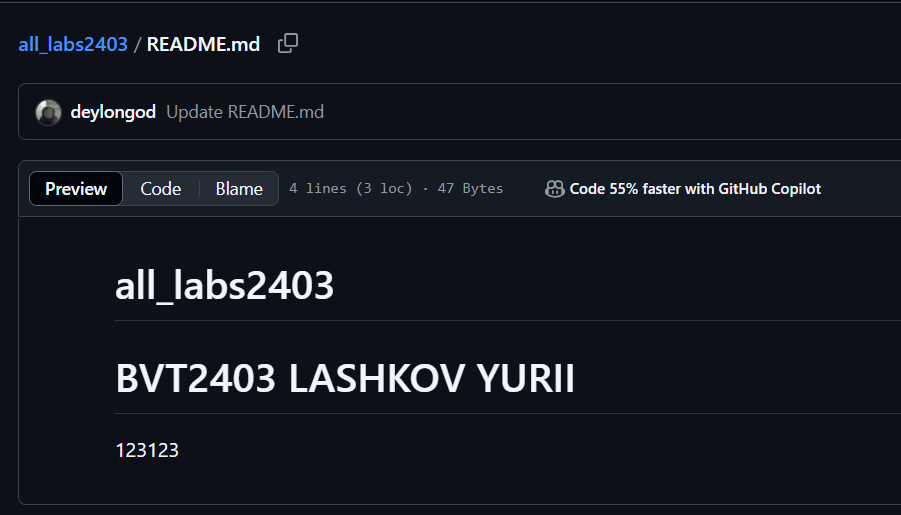 all_labs2403 / README.md
deylongod Update README.md
Preview Code Blame 4 lines (3 loc) · 47 Bytes Code 55% faster with GitHub Copilot
all_labs2403
BVT2403 LASHKOV YURII
123123